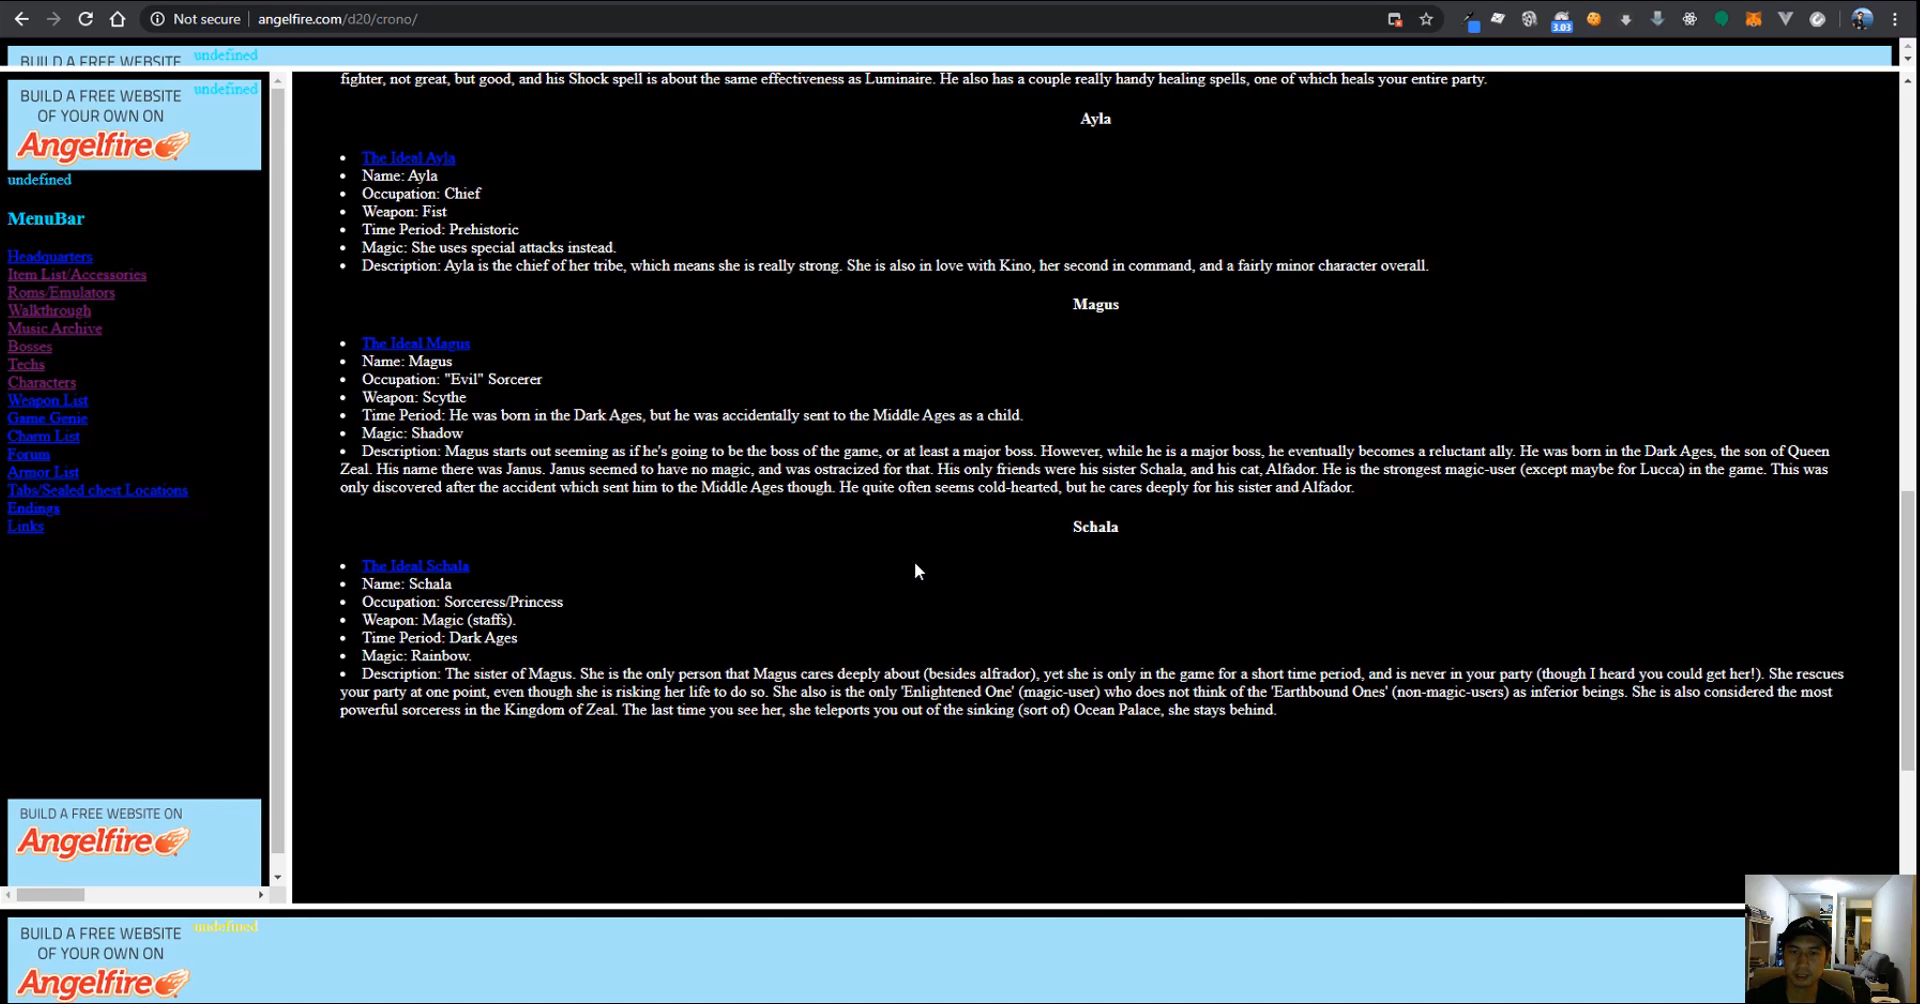 Not secure
angelfire.com/d20/crono/
3.03
BUILD A FREE WEBSITE
undefined
BUILD A FREE WEBSITE
OF YOUR OWN ON
Angelfire
undefined
undefined
MenuBar
Headquarters
Item List/Accessories
Roms/Emulators
Walkthrough
Music Archive
Bosses
Techs
Characters
Weapon List
Game Genie
Charm List
Forum
Armor List
Tabs/Sealed chest Locations
Endings
Links
BUILD A FREE WEBSITE ON
Angelfire
fighter, not great, but good, and his Shock spell is about the same effectiveness as Luminaire. He also has a couple really handy healing spells, one of which heals your entire party.
Ayla
The Ideal Ayla
Name: Ayla
Occupation: Chief
Weapon: Fist
Time Period: Prehistoric
Magic: She uses special attacks instead.
Description: Ayla is the chief of her tribe, which means she is really strong. She is also in love with Kino, her second in command, and a fairly minor character overall.
Magus
The Ideal Magus
Name: Magus
Occupation: "Evil" Sorcerer
Weapon: Scythe
Time Period: He was born in the Dark Ages, but he was accidentally sent to the Middle Ages as a child.
Magic: Shadow
Description: Magus starts out seeming as if he's going to be the boss of the game, or at least a major boss. However, while he is a major boss, he eventually becomes a reluctant ally. He was born in the Dark Ages, the son of Queen
Zeal. His name there was Janus. Janus seemed to have no magic, and was ostracized for that. His only friends were his sister Schala, and his cat, Alfador. He is the strongest magic-user (except maybe for Lucca) in the game. This was
only discovered after the accident which sent him to the Middle Ages though. He quite often seems cold-hearted, but he cares deeply for his sister and Alfador.
Schala
The Ideal Schala
Name: Schala
Occupation: Sorceress/Princess
Weapon: Magic (staffs).
Time Period: Dark Ages
Magic: Rainbow.
Description: The sister of Magus. She is the only person that Magus cares deeply about (besides alfrador), yet she is only in the game for a short time period, and is never in your party (though I heard you could get her!). She rescues
your party at one point, even though she is risking her life to do so. She also is the only 'Enlightened One' (magic-user) who does not think of the 'Earthbound Ones' (non-magic-users) as inferior beings. She is also considered the most
powerful sorceress in the Kingdom of Zeal. The last time you see her, she teleports you out of the sinking (sort of) Ocean Palace, she stays behind.
BUILD A FREE WEBSITE
OF YOUR OWN ON
Angelfire
undefined